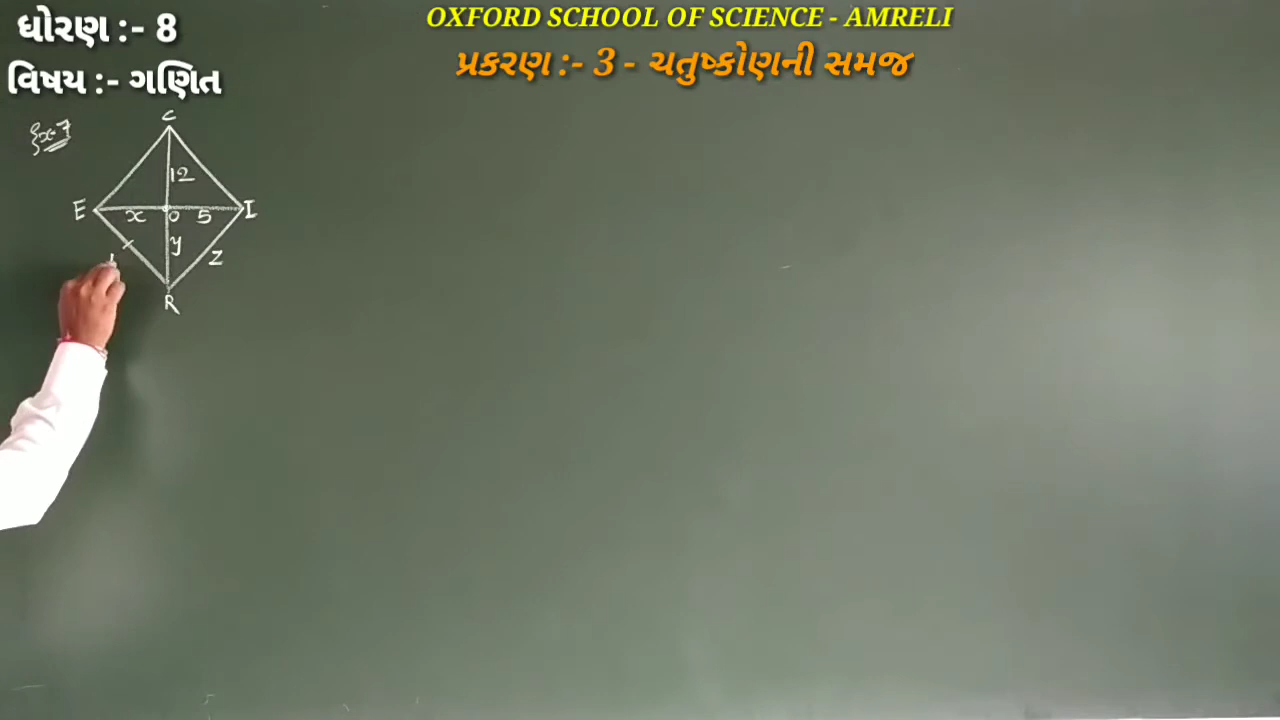 ધોરણ :- 8
OXFORD SCHOOL OF SCIENCE - AMRELI
વિષય :- ગણિત
પ્રકરણ :- 3 - ચતુષ્કોણની સમજ
C
12
E x O 5 I
y
z
R